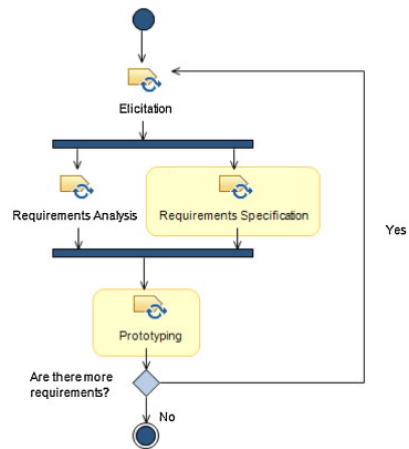 Elicitation
Requirements Analysis
Requirements Specification
Yes
Prototyping
Are there more
requirements?
No